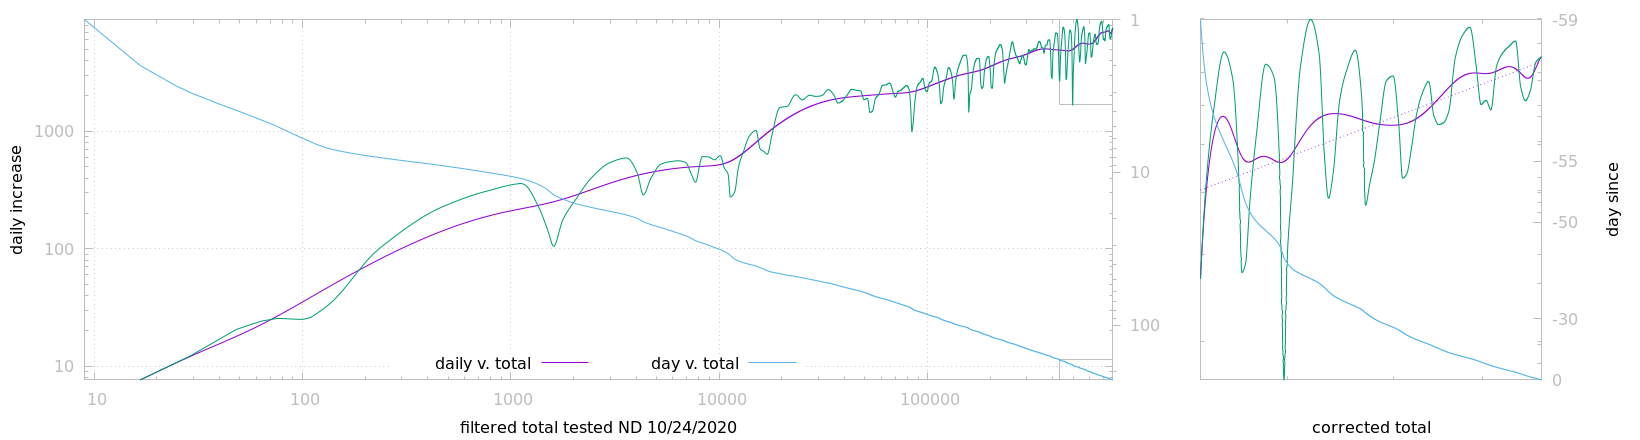 1
-59
1000
10
-55
-50
100
100
-30
10
0
daily increase
day since
daily v. total
day v. total
10
100
1000
10000
100000
filtered total tested ND 10/24/2020
corrected total